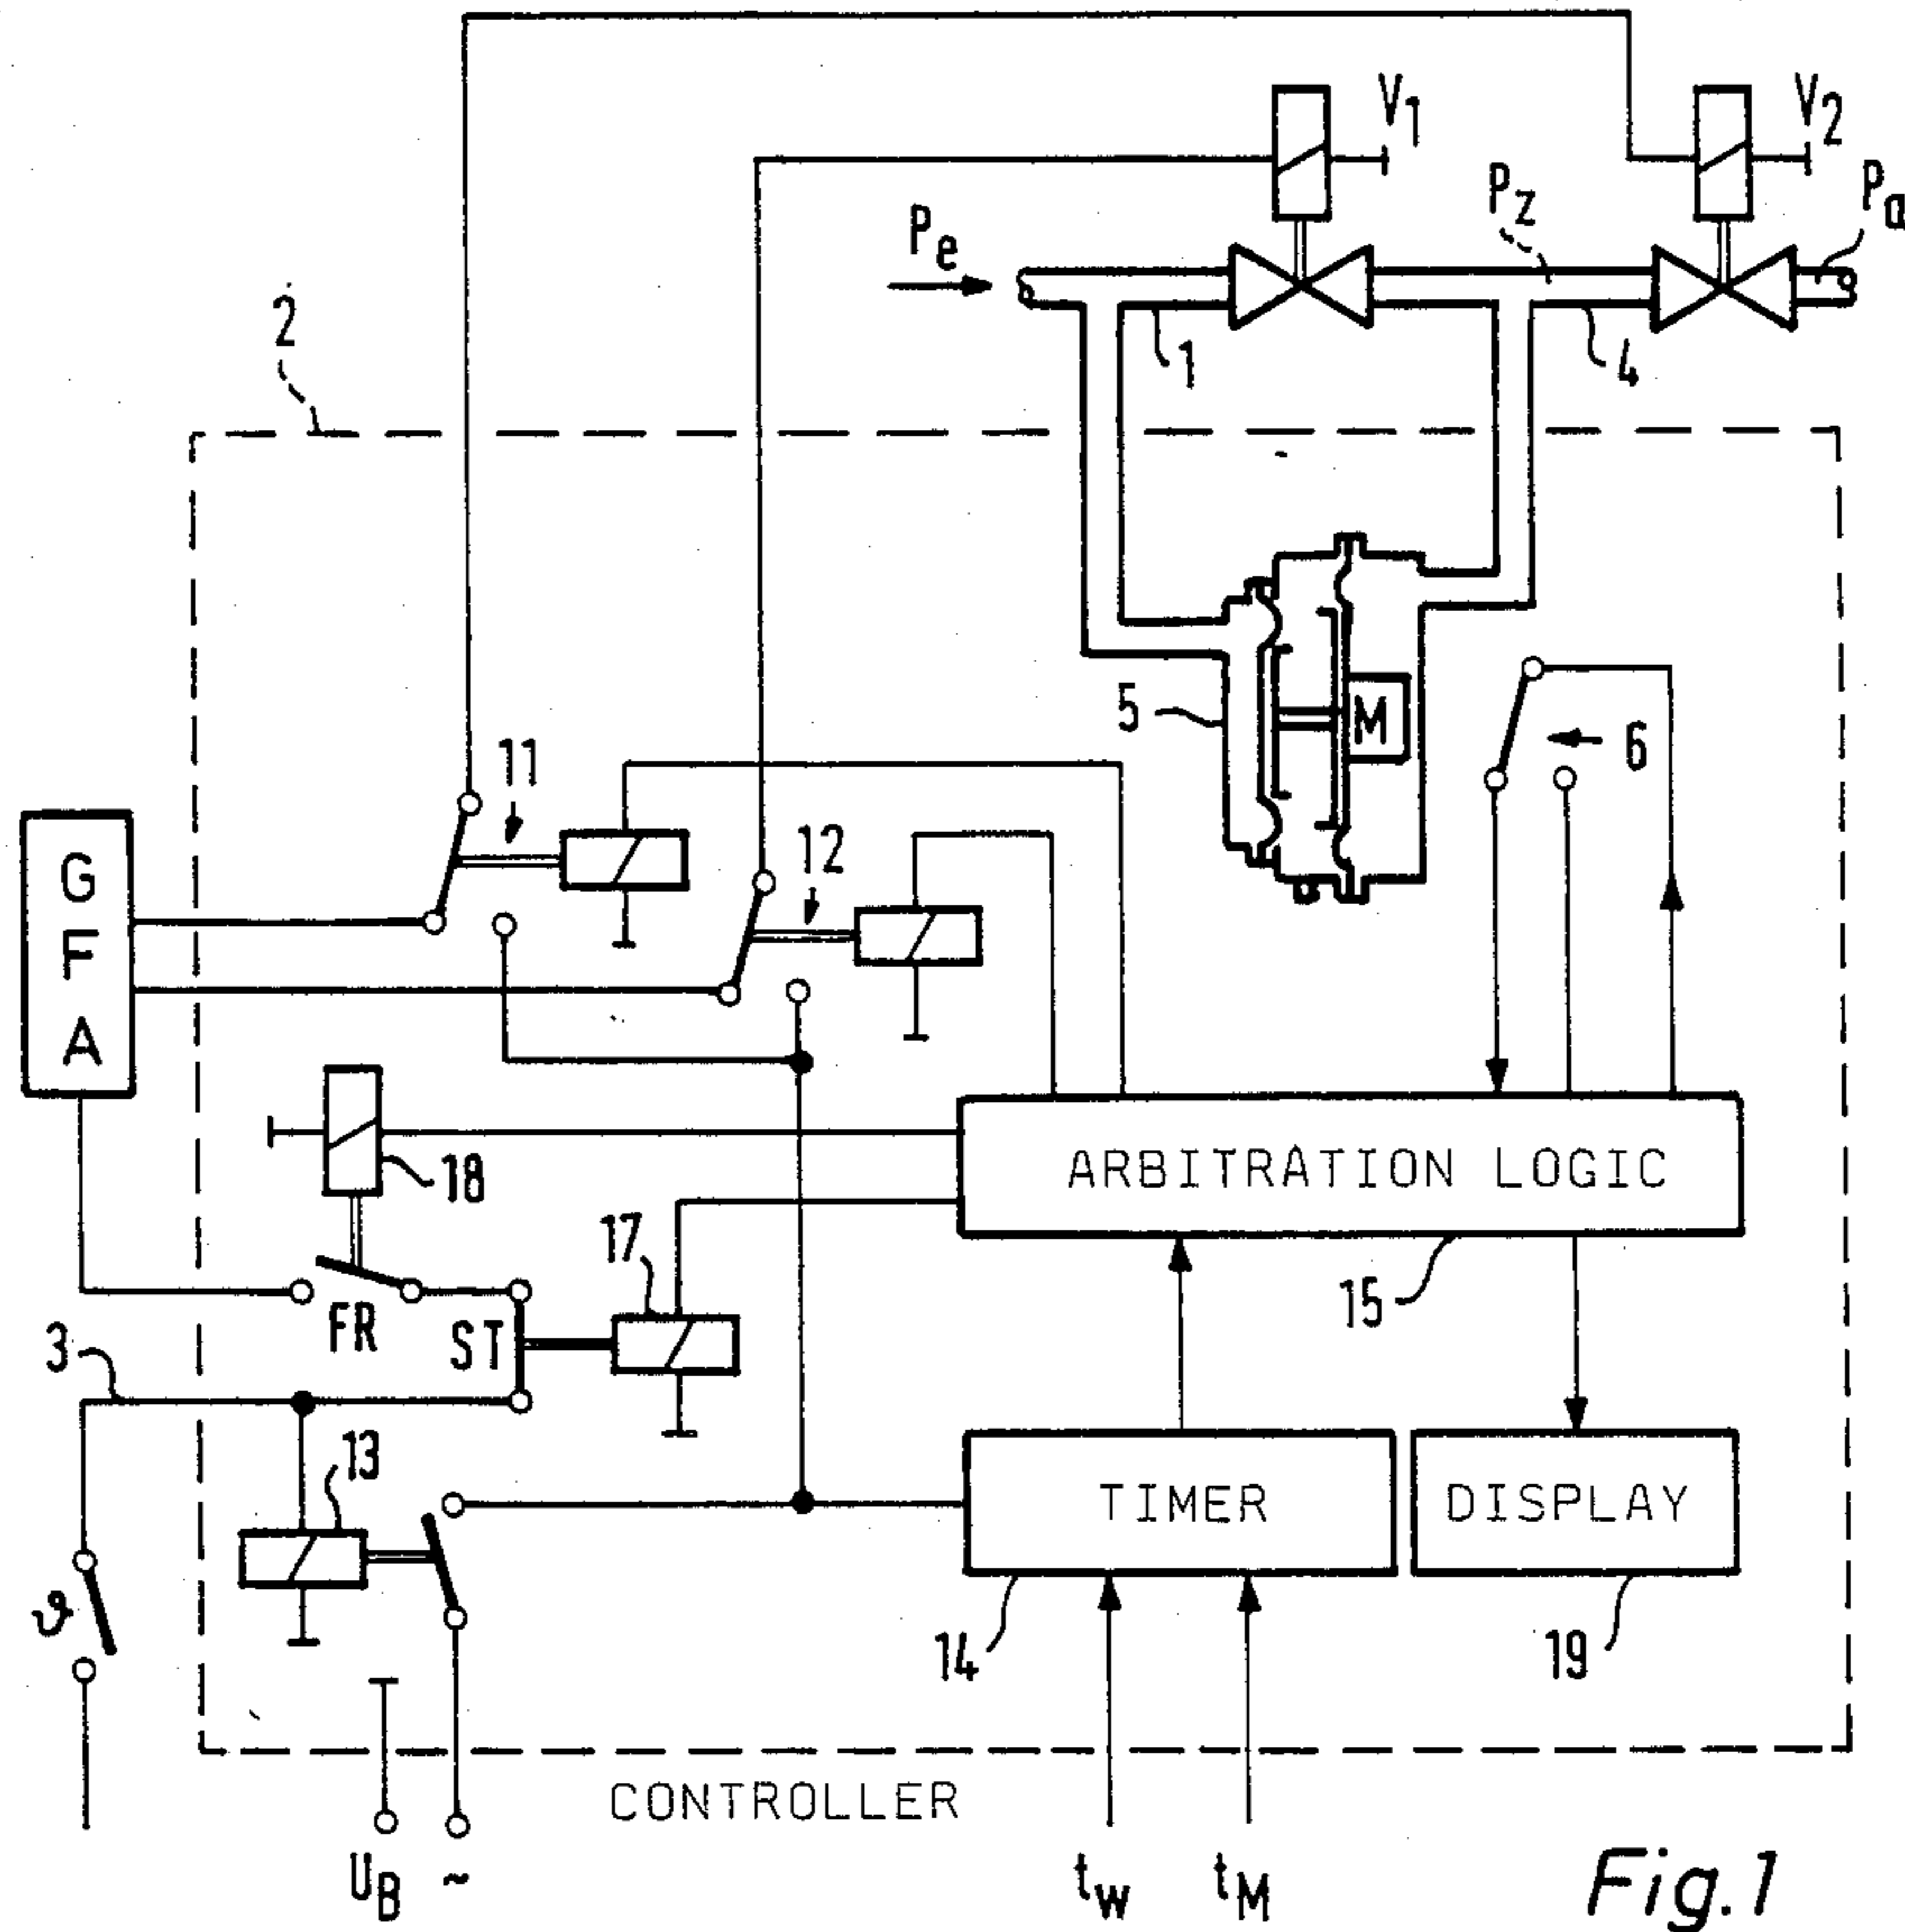 V1
V2
Pe
Pz
Pa
2
1
4
5
M
6
11
12
G
F
A
18
ARBITRATION LOGIC
17
15
FR
ST
3
13
TIMER
DISPLAY
ϑ
14
19
CONTROLLER
UB ~
tw
tM
Fig.1